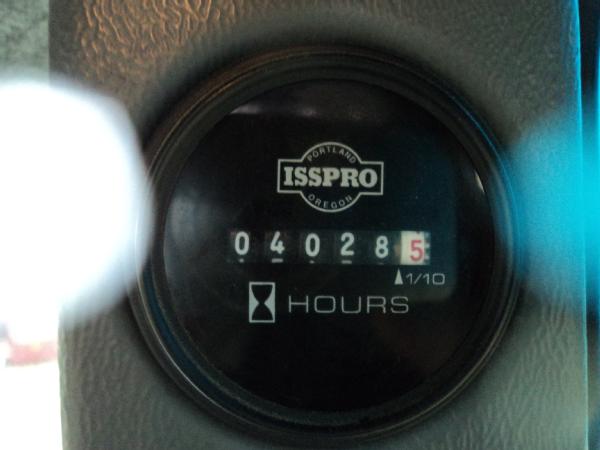 PORTLAND
ISSPRO
OREGON
0 4 0 2 8 5
1/10
HOURS